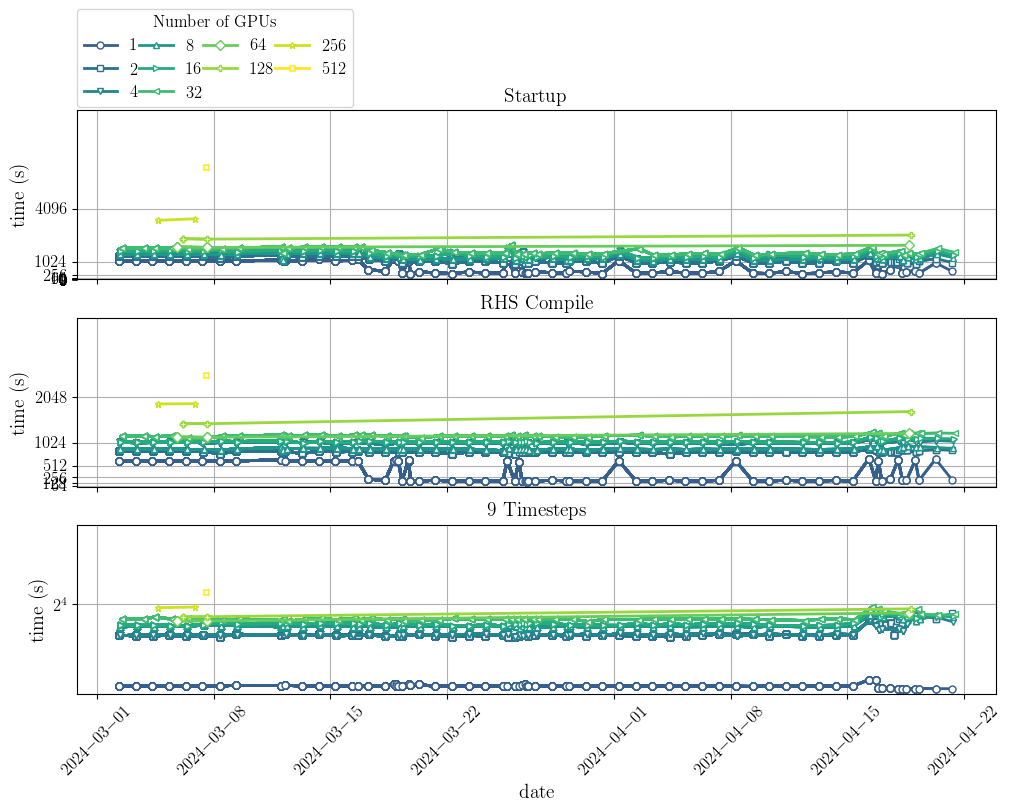 Number of GPUs
1 8 64 256
2 16 128 512
4 32
Startup
time (s)
4096
1024
256
RHS Compile
time (s)
2048
1024
512
256
9 Timesteps
time (s)
2⁴
2024−03−01 2024−03−08 2024−03−15 2024−03−22 2024−04−01 2024−04−08 2024−04−15 2024−04−22
date